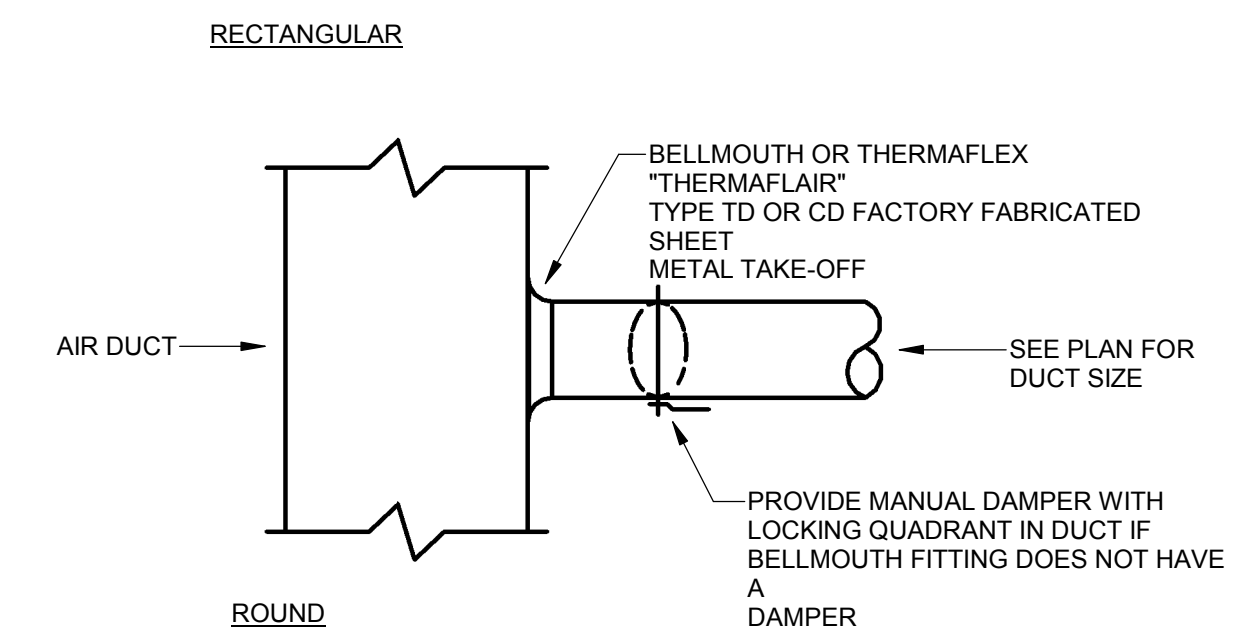 RECTANGULAR
BELLMOUTH OR THERMAFLEX
"THERMAFLAIR"
TYPE TD OR CD FACTORY FABRICATED
SHEET
METAL TAKE-OFF
AIR DUCT
SEE PLAN FOR
DUCT SIZE
PROVIDE MANUAL DAMPER WITH
LOCKING QUADRANT IN DUCT IF
BELLMOUTH FITTING DOES NOT HAVE
A
DAMPER
ROUND